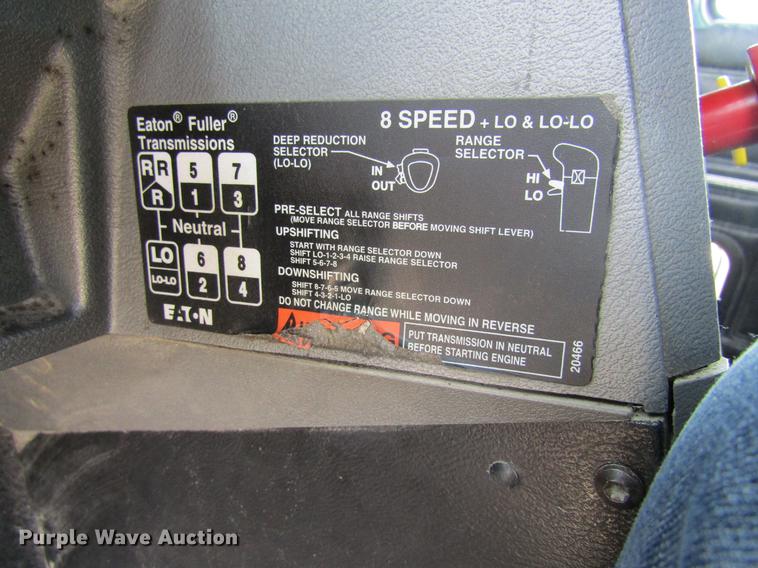 Eaton® Fuller®
Transmissions
8 SPEED + LO & LO-LO
DEEP REDUCTION
SELECTOR
(LO-LO)
IN
OUT
RANGE
SELECTOR
HI
LO
R R 5 7
R 1 3
Neutral
LO 6 8
LO-LO 2 4
PRE-SELECT ALL RANGE SHIFTS
(MOVE RANGE SELECTOR BEFORE MOVING SHIFT LEVER)
UPSHIFTING
START WITH RANGE SELECTOR DOWN
SHIFT LO-1-2-3-4 RAISE RANGE SELECTOR
SHIFT 5-6-7-8
DOWNSHIFTING
SHIFT 8-7-6-5 MOVE RANGE SELECTOR DOWN
SHIFT 4-3-2-1-LO
DO NOT CHANGE RANGE WHILE MOVING IN REVERSE
PUT TRANSMISSION IN NEUTRAL
BEFORE STARTING ENGINE
EATON
20466
Purple Wave Auction